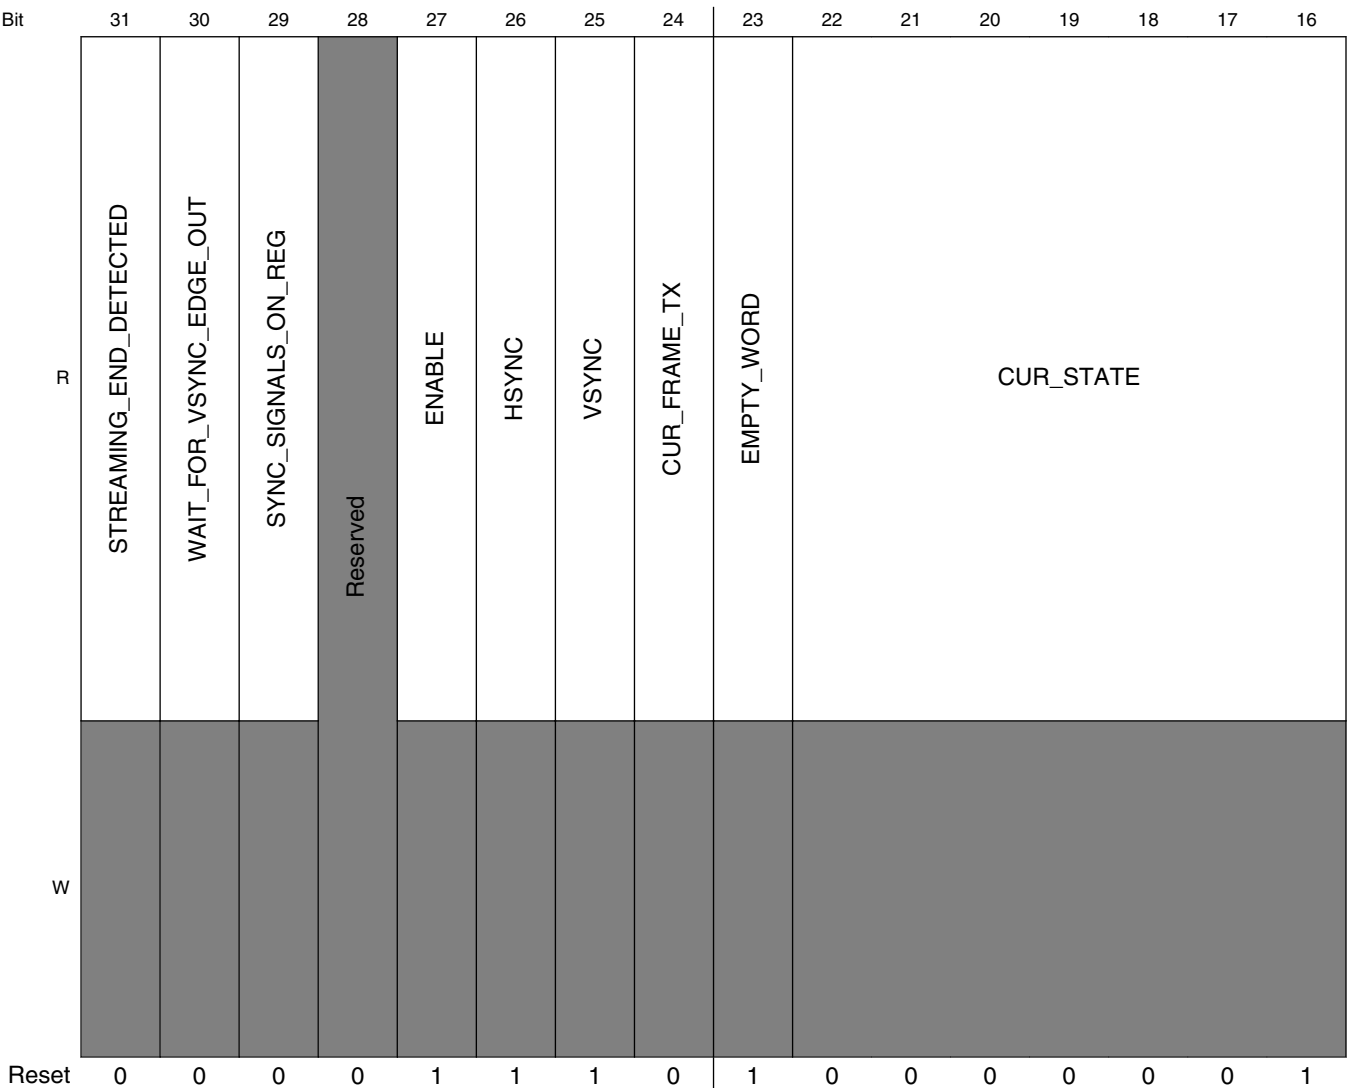 Bit 31 30 29 28 27 26 25 24 23 22 21 20 19 18 17 16
R STREAMING_END_DETECTED WAIT_FOR_VSYNC_EDGE_OUT SYNC_SIGNALS_ON_REG Reserved ENABLE HSYNC VSYNC CUR_FRAME_TX EMPTY_WORD CUR_STATE
W
Reset 0 0 0 0 1 1 1 0 1 0 0 0 0 0 0 1